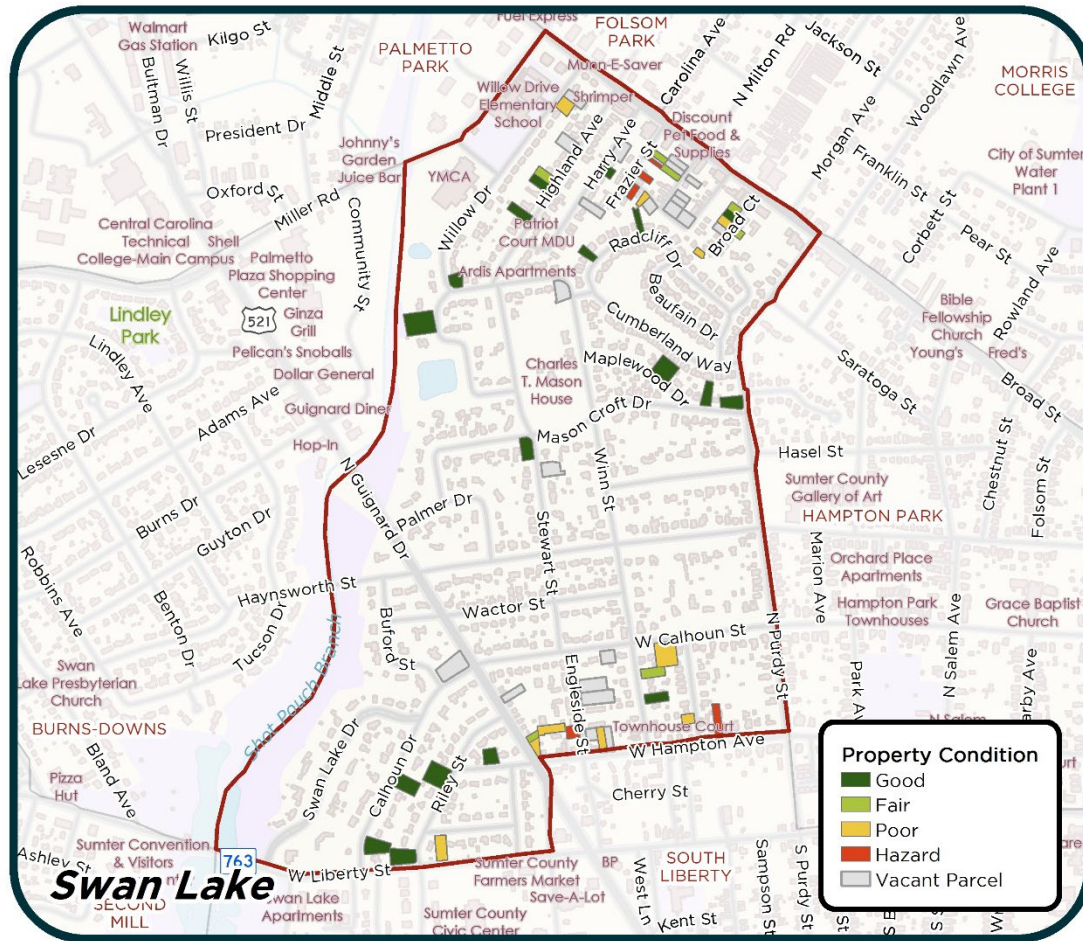 Fuel Express
FOLSOM
PARK
Walmart
Gas Station
Kilgo St
PALMETTO
PARK
Muon-E-Saver
Carolina Ave
N Milton Rd
Jackson St
Woodlawn Ave
MORRIS
COLLEGE
Bultman Dr
Willis St
Middle St
President Dr
Willow Drive
Elementary
School
Shrimper
Johnny's
Garden
Juice Bar
YMCA
Highland Ave
Harry Ave
Frazier St
Discount
Pet Food &
Supplies
Morgan Ave
Franklin St
City of Sumter
Water
Plant 1
Oxford St
Miller Rd
Community St
Willow Dr
Corbett St
Pear St
Rowland Ave
Central Carolina
Technical
College-Main Campus
Shell
Palmetto
Plaza Shopping
Center
Patriot
Court MDU
Radcliff Dr
Broad Ct
Ardis Apartments
Beaufrain Dr
Lindley
Park
521
Ginza
Grill
Cumberland Way
Bible
Fellowship
Church
Young's
Fred's
Pelican's Snoballs
Dollar General
Charles
T. Mason
House
Maplewood Dr
Saratoga St
Broad St
Lindley Ave
Adams Ave
Guignard Diner
Mason Croft Dr
Lesesne Dr
Hop-In
N Guignard Dr
Winn St
Hasel St
Chestnut St
Folsom St
Sumter County
Gallery of Art
HAMPTON PARK
Burns Dr
Guyton Dr
Palmer Dr
Stewart St
Marion Ave
Orchard Place
Apartments
Robbins Ave
Benton Dr
Haynsworth St
Tucson Dr
Wactor St
Buford St
N Purdy St
Hampton Park
Townhouses
Grace Baptist
Church
W Calhoun St
N Salem Ave
Swan
Lake Presbyterian
Church
Shot Pouch Branch
Engleside St
Park Av
arby Ave
BURNS-DOWNS
Swan Lake Dr
Calhoun Dr
Riley St
Townhouse Court
W Hampton Ave
N Salem
Bland Ave
Pizza
Hut
Cherry St
Property Condition
Good
Fair
Poor
Hazard
Vacant Parcel
Ashley St
Sumter Convention
& Visitors
763
W Liberty St
Sumter County
Farmers Market
Save-A-Lot
BP
SOUTH
LIBERTY
West Ln
Sampson St
S Purdy St
Swan Lake
SECOND
MILL
Swan Lake
Apartments
Sumter County
Civic Center
Kent St